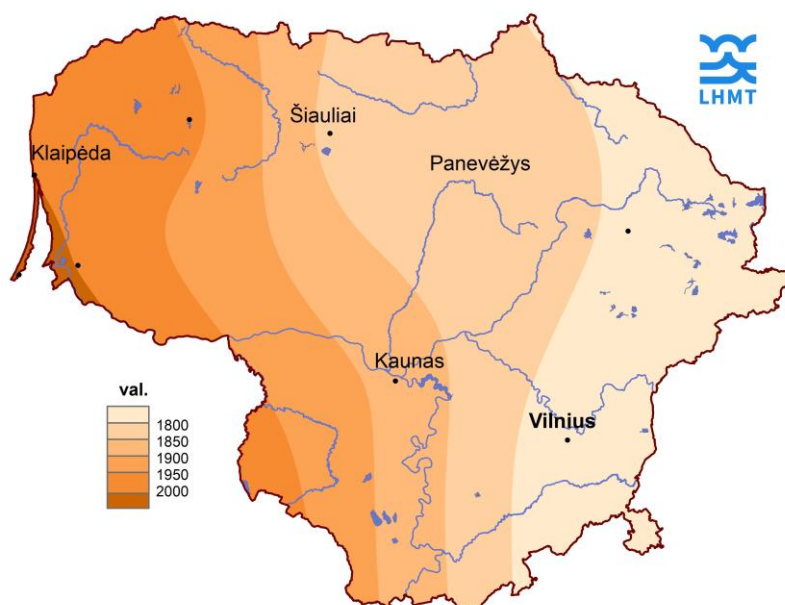 LHMT
Šiauliai
Klaipėda
Panevėžys
Kaunas
val.
1800
1850
1900
1950
2000
Vilnius